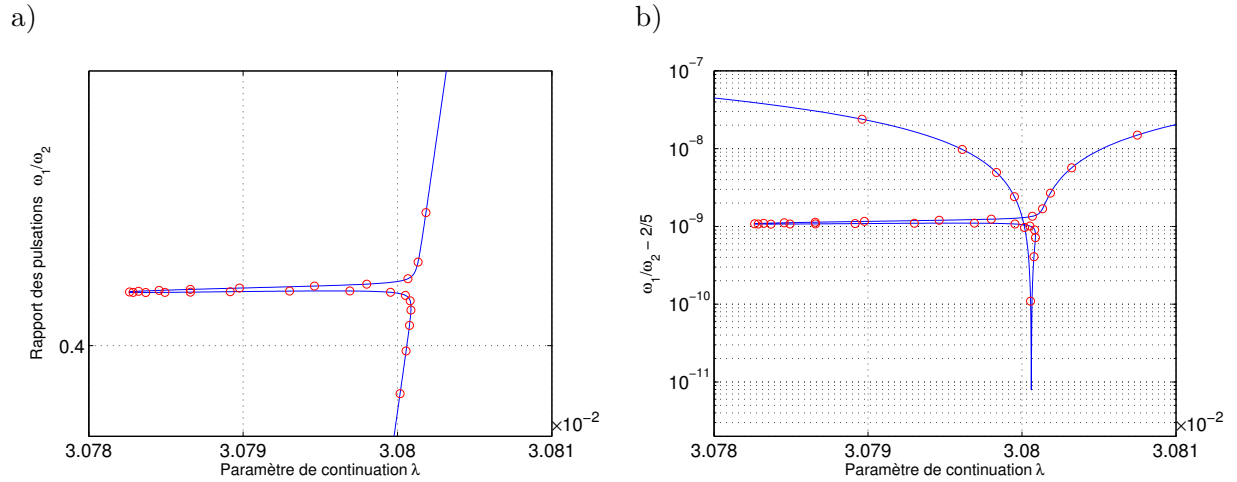 a)
Rapport des pulsations ω₁/ω₂
0.4
3.078 3.079 3.08 3.081
×10⁻²
Paramètre de continuation λ
b)
ω₁/ω₂ − 2/5
10⁻⁷
10⁻⁸
10⁻⁹
10⁻¹⁰
10⁻¹¹
3.078 3.079 3.08 3.081
×10⁻²
Paramètre de continuation λ